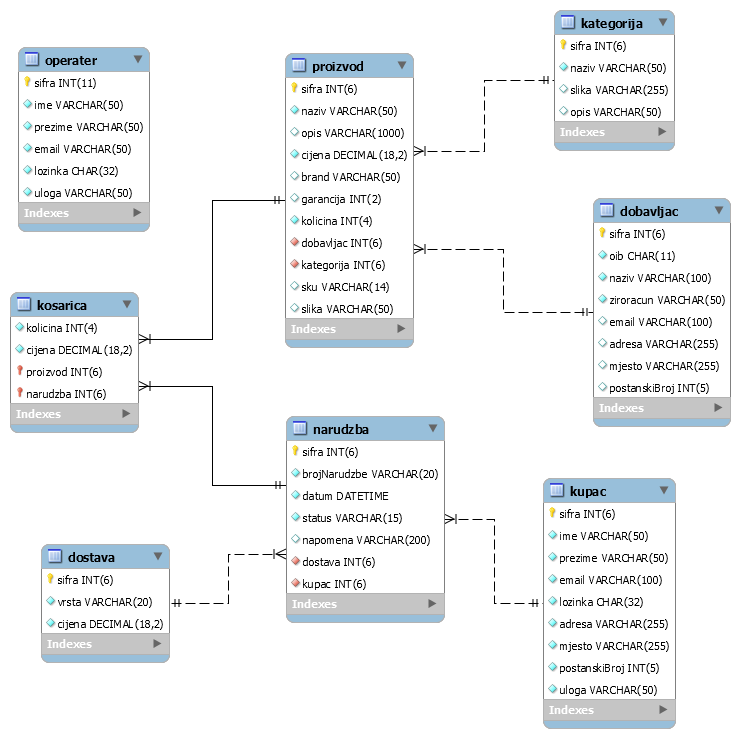 operater
sifra INT(11)
ime VARCHAR(50)
prezime VARCHAR(50)
email VARCHAR(50)
lozinka CHAR(32)
uloga VARCHAR(50)
Indexes
proizvod
sifra INT(6)
naziv VARCHAR(50)
opis VARCHAR(1000)
cijena DECIMAL(18,2)
brand VARCHAR(50)
garancija INT(2)
kolicina INT(4)
dobavljac INT(6)
kategorija INT(6)
sku VARCHAR(14)
slika VARCHAR(50)
Indexes
kategorija
sifra INT(6)
naziv VARCHAR(50)
slika VARCHAR(255)
opis VARCHAR(50)
Indexes
dobavljac
sifra INT(6)
oib CHAR(11)
naziv VARCHAR(100)
ziroracun VARCHAR(50)
email VARCHAR(100)
adresa VARCHAR(255)
mjesto VARCHAR(255)
postanskiBroj INT(5)
Indexes
kosarica
kolicina INT(4)
cijena DECIMAL(18,2)
proizvod INT(6)
narudzba INT(6)
Indexes
narudzba
sifra INT(6)
brojNarudzbe VARCHAR(20)
datum DATETIME
status VARCHAR(15)
napomena VARCHAR(200)
dostava INT(6)
kupac INT(6)
Indexes
kupac
sifra INT(6)
ime VARCHAR(50)
prezime VARCHAR(50)
email VARCHAR(100)
lozinka CHAR(32)
adresa VARCHAR(255)
mjesto VARCHAR(255)
postanskiBroj INT(5)
uloga VARCHAR(50)
Indexes
dostava
sifra INT(6)
vrsta VARCHAR(20)
cijena DECIMAL(18,2)
Indexes